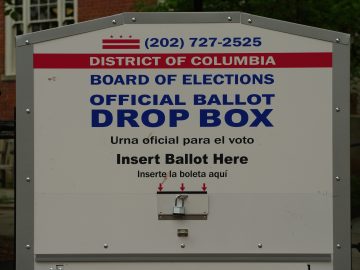 (202) 727-2525
DISTRICT OF COLUMBIA
BOARD OF ELECTIONS
OFFICIAL BALLOT
DROP BOX
Urna oficial para el voto
Insert Ballot Here
Inserte la boleta aquí